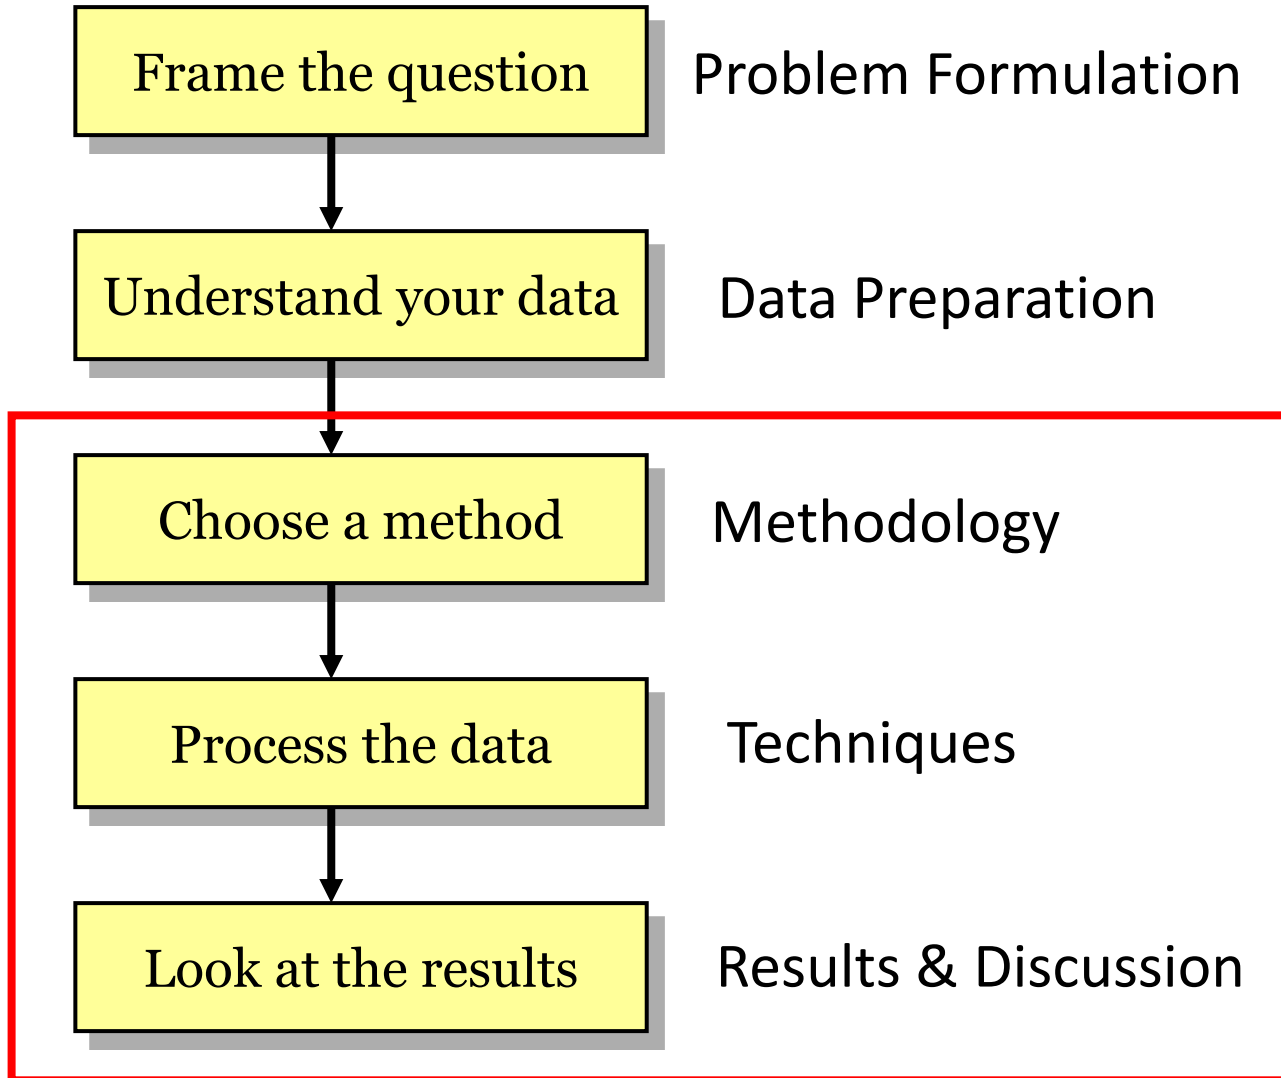 Frame the question
Problem Formulation
Understand your data
Data Preparation
Choose a method
Methodology
Process the data
Techniques
Look at the results
Results & Discussion